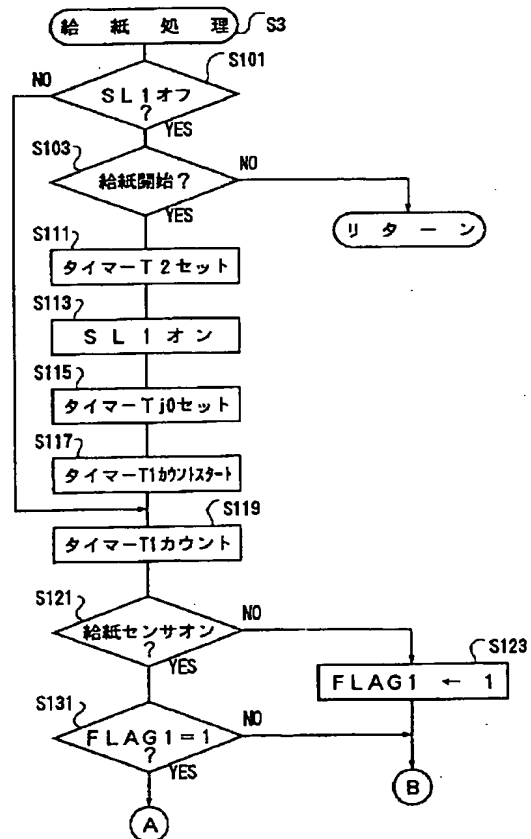 給紙処理
S3
S101
NO
SL1オフ
?
YES
S103
NO
給紙開始?
YES
リターン
S111
タイマーT2セット
S113
SL1オン
S115
タイマーTj0セット
S117
タイマーT1カウントスタート
S119
タイマーT1カウント
S121
NO
給紙センサオン
?
YES
S123
FLAG1 ← 1
S131
NO
FLAG1=1
?
YES
B
A